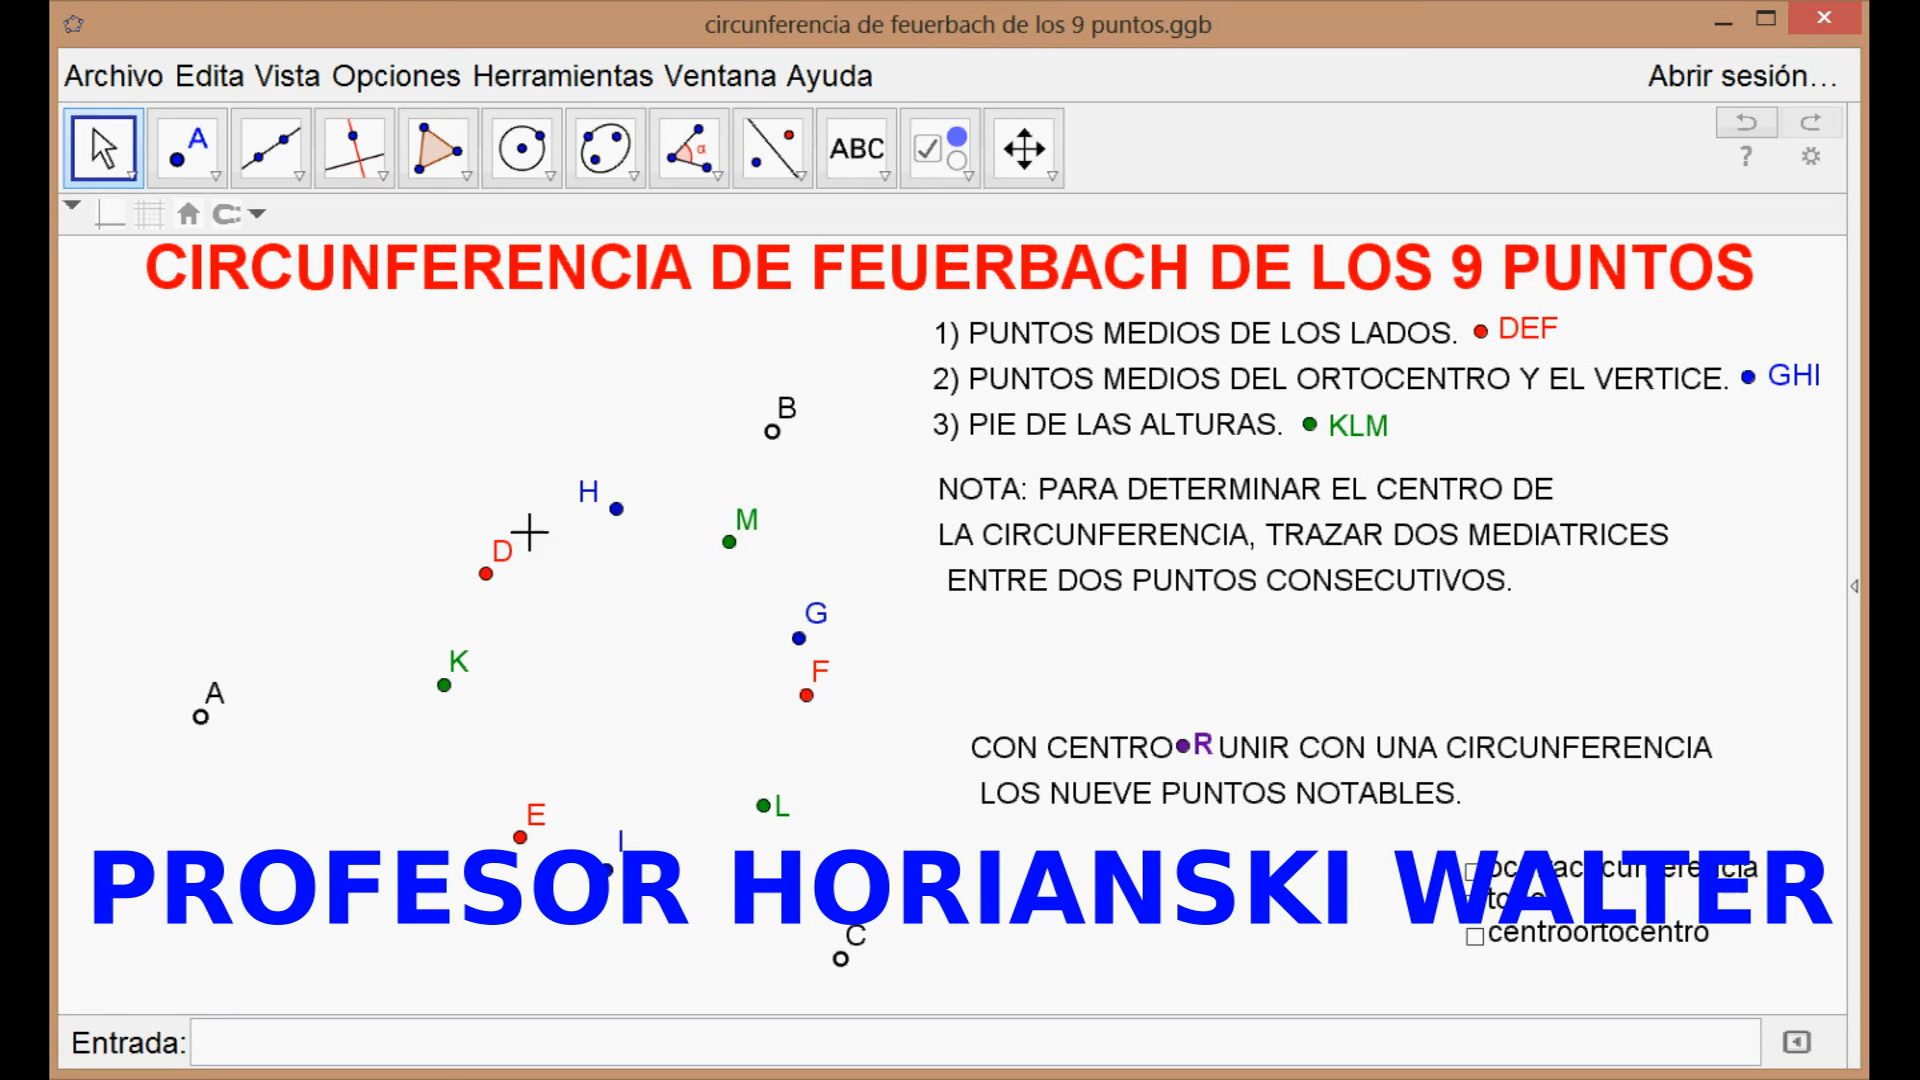 circunferencia de feuerbach de los 9 puntos.ggb
Archivo Edita Vista Opciones Herramientas Ventana Ayuda
Abrir sesión...
A
α
ABC
?
CIRCUNFERENCIA DE FEUERBACH DE LOS 9 PUNTOS
1) PUNTOS MEDIOS DE LOS LADOS. DEF
2) PUNTOS MEDIOS DEL ORTOCENTRO Y EL VERTICE. GHI
3) PIE DE LAS ALTURAS. KLM
B
NOTA: PARA DETERMINAR EL CENTRO DE
LA CIRCUNFERENCIA, TRAZAR DOS MEDIATRICES
ENTRE DOS PUNTOS CONSECUTIVOS.
H
M
D
G
K
F
A
CON CENTRO R UNIR CON UNA CIRCUNFERENCIA
LOS NUEVE PUNTOS NOTABLES.
L
E
I
PROFESOR HORIANSKI WALTER
centroortocentro
C
Entrada: